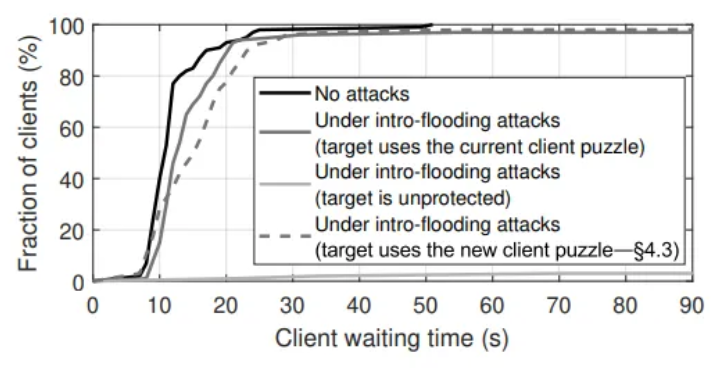 Fraction of clients (%)
100
80
60
40
20
0
No attacks
Under intro-flooding attacks
(target uses the current client puzzle)
Under intro-flooding attacks
(target is unprotected)
Under intro-flooding attacks
(target uses the new client puzzle—§4.3)
0 10 20 30 40 50 60 70 80 90
Client waiting time (s)